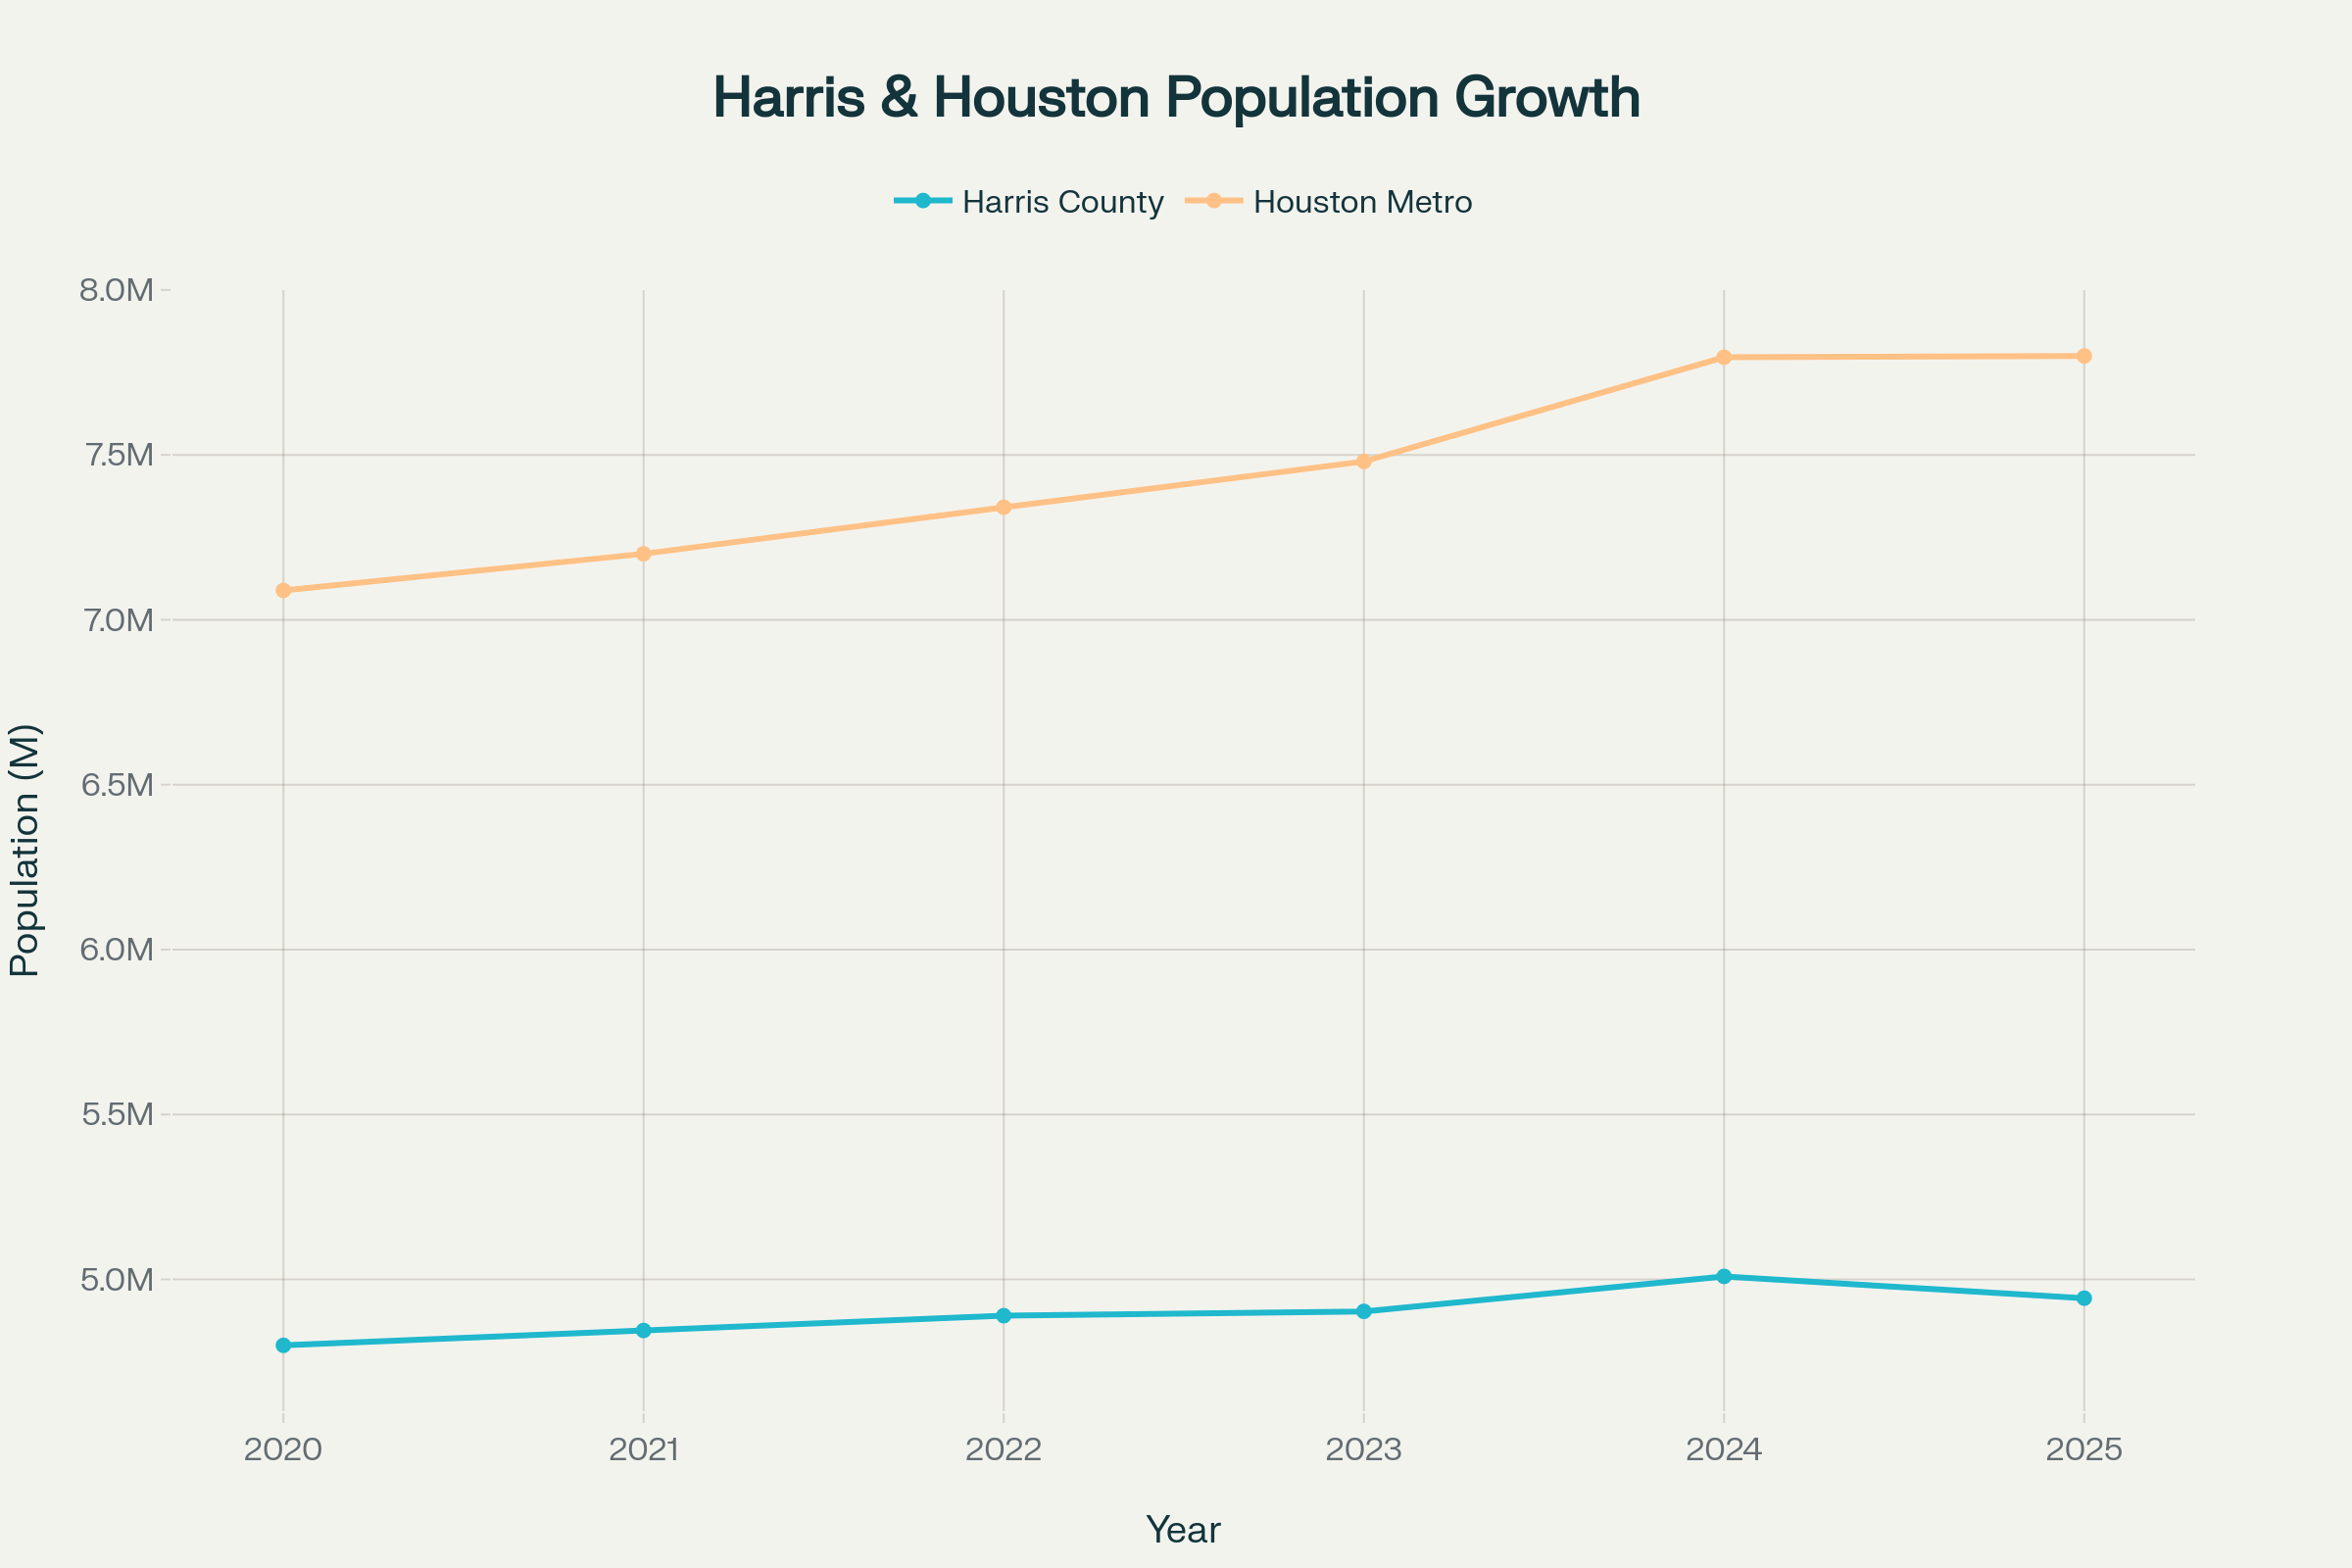 Harris & Houston Population Growth
Harris County
Houston Metro
8.0M
7.5M
7.0M
6.5M
6.0M
5.5M
5.0M
Population (M)
2020
2021
2022
2023
2024
2025
Year